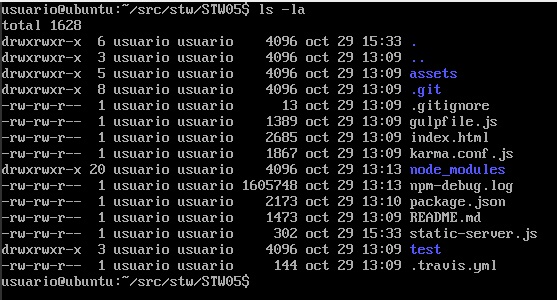 usuario@ubuntu:~/src/stw/STW05$ ls -la
total 1628
drwxrwxr-x  6 usuario usuario    4096 oct 29 15:33 .
drwxrwxr-x  3 usuario usuario    4096 oct 29 13:09 ..
drwxrwxr-x  5 usuario usuario    4096 oct 29 13:09 assets
drwxrwxr-x  8 usuario usuario    4096 oct 29 13:09 .git
-rw-rw-r--  1 usuario usuario      13 oct 29 13:09 .gitignore
-rw-rw-r--  1 usuario usuario    1389 oct 29 13:09 gulpfile.js
-rw-rw-r--  1 usuario usuario    2685 oct 29 13:09 index.html
-rw-rw-r--  1 usuario usuario    1867 oct 29 13:09 karma.conf.js
drwxrwxr-x 20 usuario usuario    4096 oct 29 13:13 node_modules
-rw-rw-r--  1 usuario usuario 1605748 oct 29 13:13 npm-debug.log
-rw-rw-r--  1 usuario usuario    2173 oct 29 13:10 package.json
-rw-rw-r--  1 usuario usuario    1473 oct 29 13:09 README.md
-rw-rw-r--  1 usuario usuario     302 oct 29 15:33 static-server.js
drwxrwxr-x  3 usuario usuario    4096 oct 29 13:09 test
-rw-rw-r--  1 usuario usuario     144 oct 29 13:09 .travis.yml
usuario@ubuntu:~/src/stw/STW05$